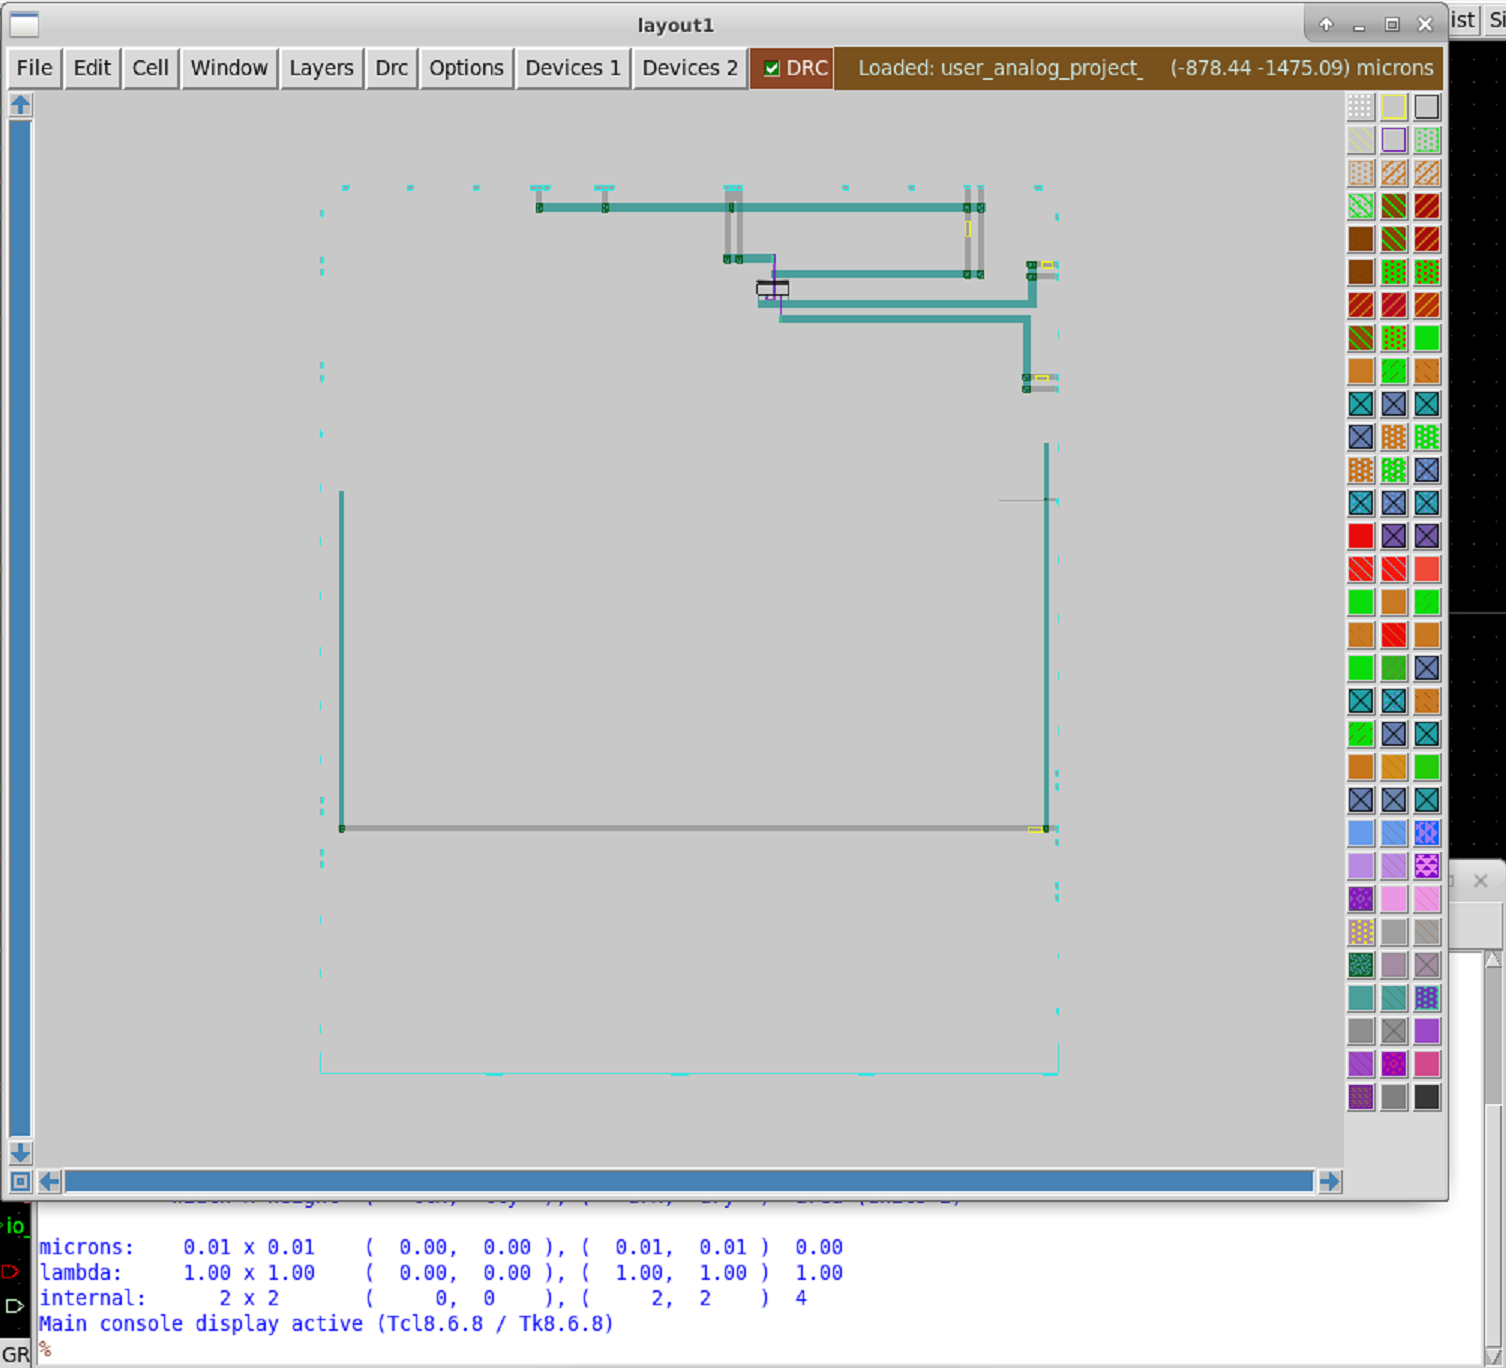 layout1
ist Si
File Edit Cell Window Layers Drc Options Devices 1 Devices 2 DRC Loaded: user_analog_project_ (-878.44 -1475.09) microns
io_
microns: 0.01 x 0.01 ( 0.00, 0.00 ), ( 0.01, 0.01 ) 0.00
lambda: 1.00 x 1.00 ( 0.00, 0.00 ), ( 1.00, 1.00 ) 1.00
internal: 2 x 2 ( 0, 0 ), ( 2, 2 ) 4
Main console display active (Tcl8.6.8 / Tk8.6.8)
%
GR